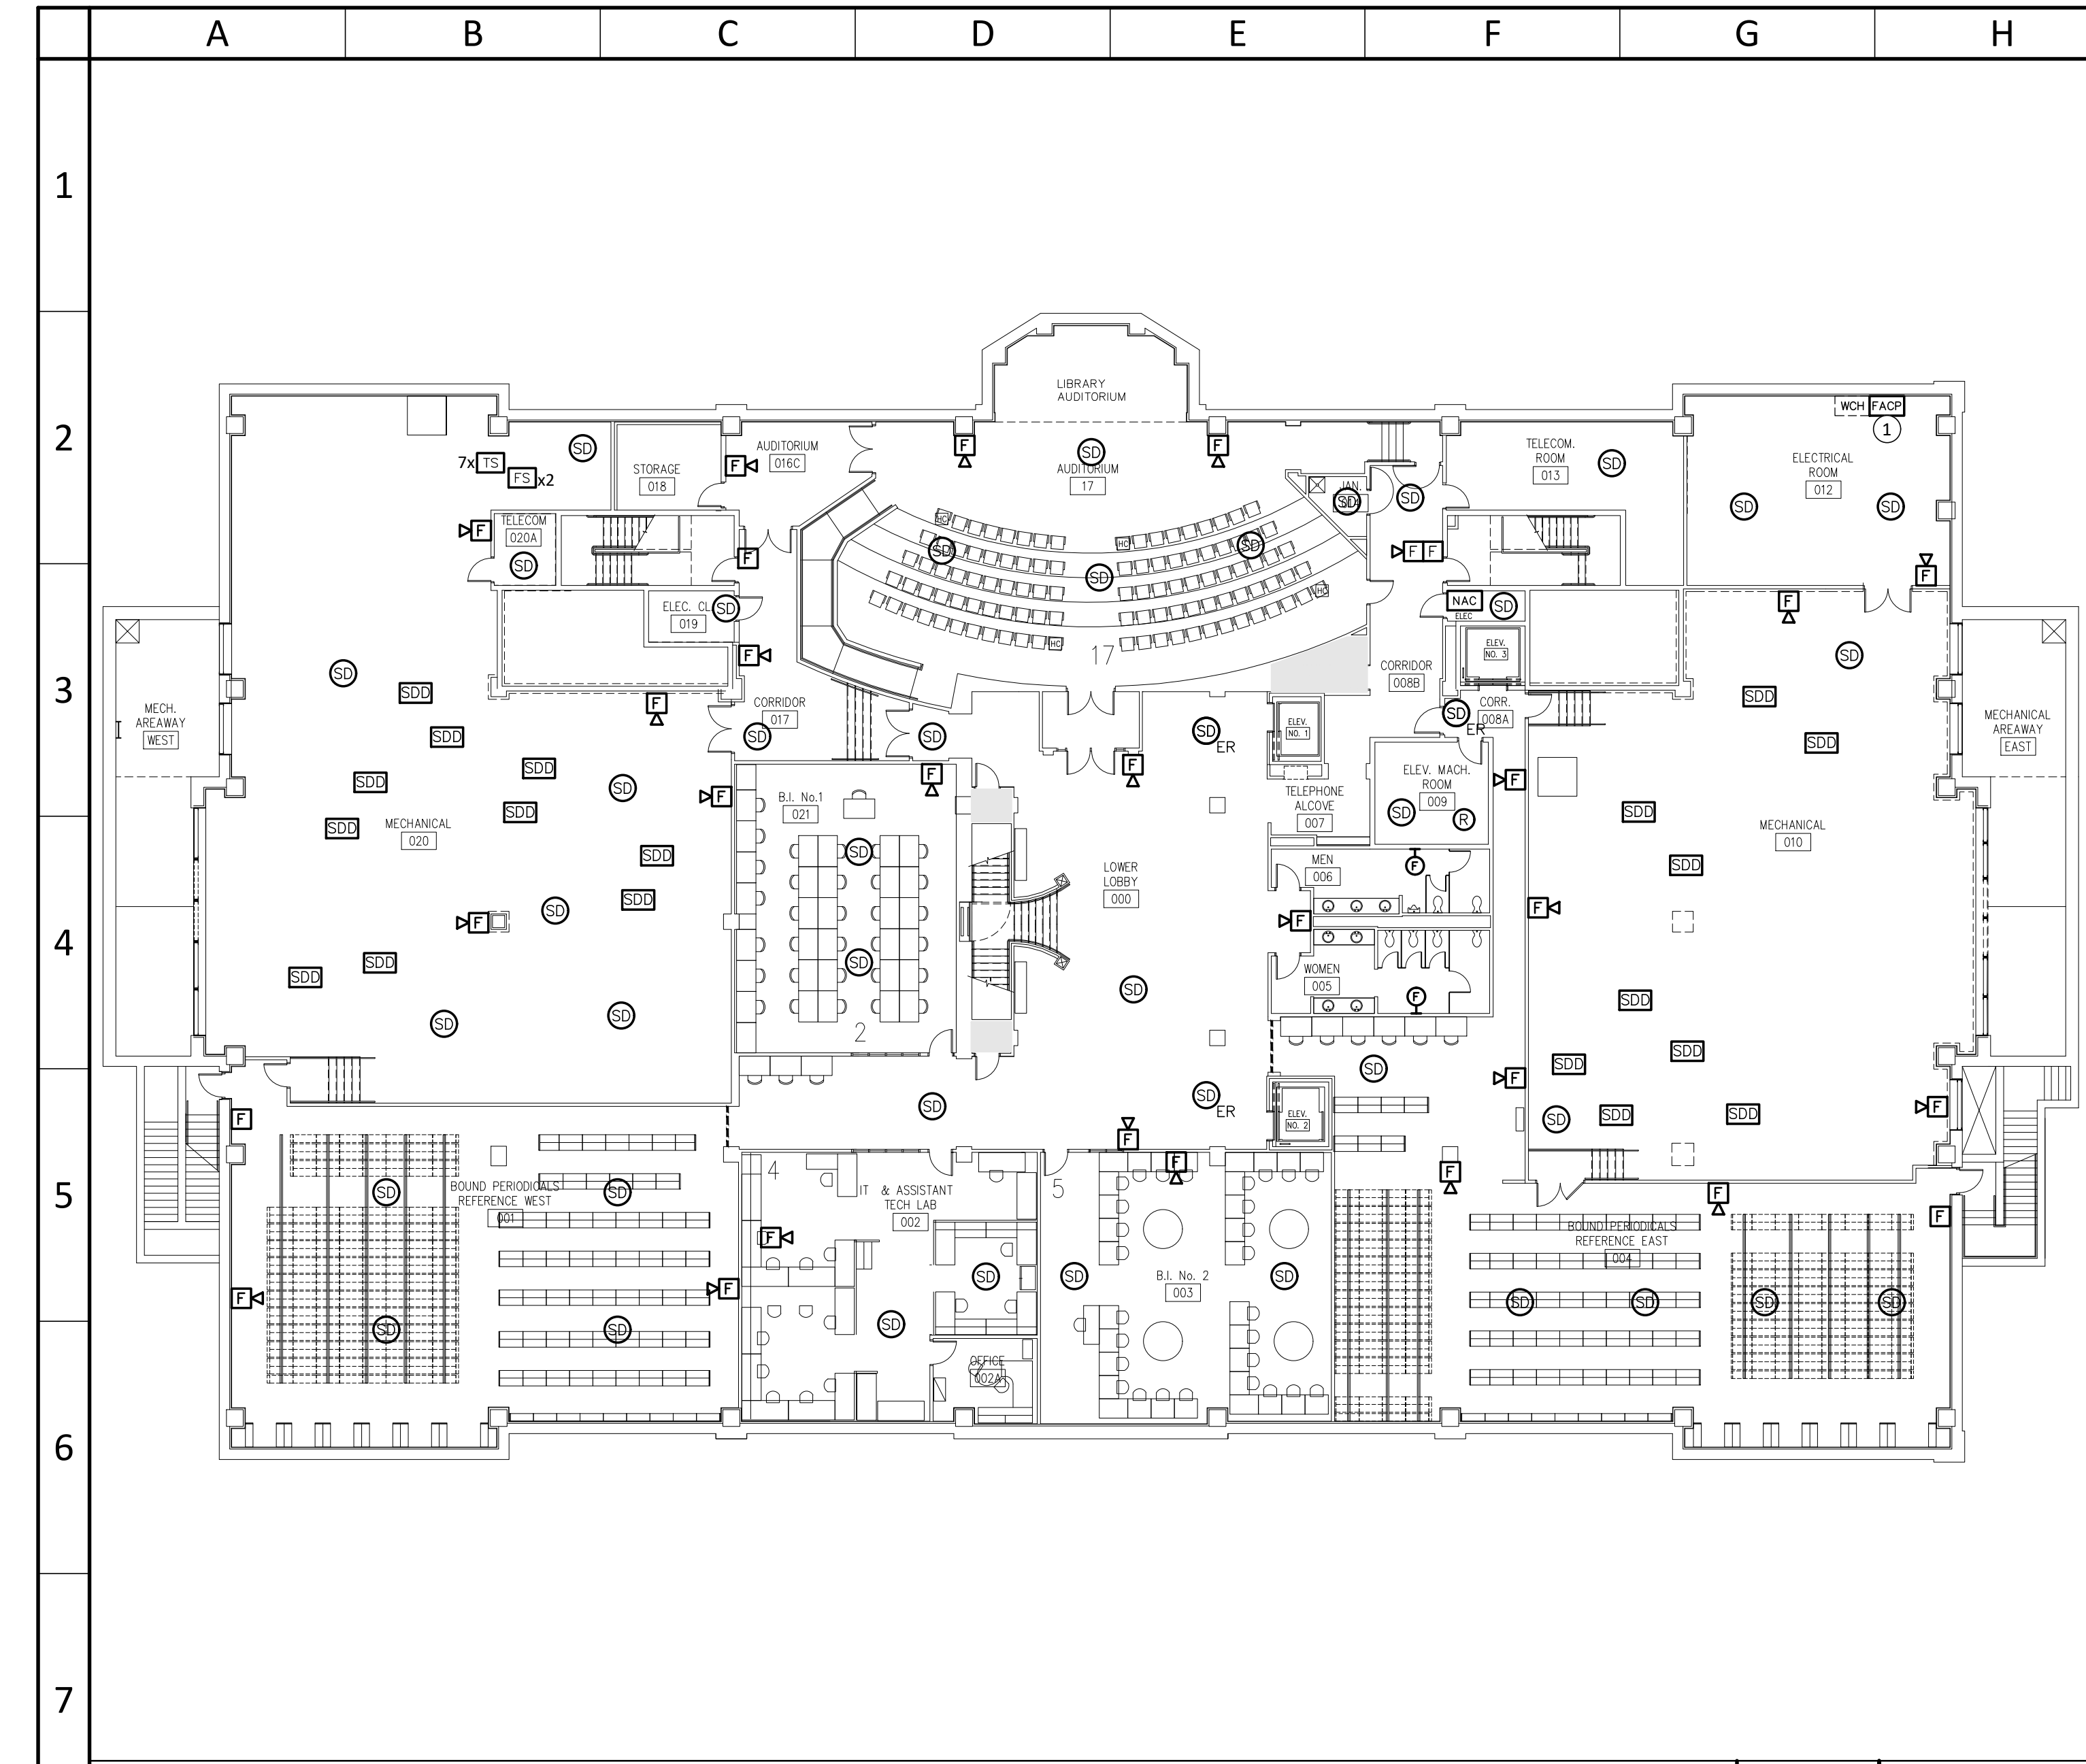 A B C D E F G H
1
LIBRARY
AUDITORIUM
2
WCH FACP
1
7x TS
FS x2
SD
STORAGE
018
F
AUDITORIUM
016C
F
SD
AUDITORIUM
17
F
TELECOM.
ROOM
013
SD
ELECTRICAL
ROOM
012
SD
SD
JAN.
SD
SD
F
TELECOM
020A
SD
F
HC
HC
SD
SD
SD
HC
HC
17
F F
F
ELEC. CL.
019
SD
F
F
NAC
ELEC
SD
F
3
SD
SDD
SDD
SDD
SDD
SDD
SDD
SD
SDD
SDD
MECH.
AREAWAY
WEST
CORRIDOR
017
SD
SD
ELEV.
NO. 3
CORRIDOR
008B
CORR.
008A
SD
ER
SD
ER
ELEV.
NO. 1
SD
SDD
SDD
MECHANICAL
AREAWAY
EAST
F
B.I. No.1
021
F
F
TELEPHONE
ALCOVE
007
ELEV. MACH.
ROOM
009
SD
R
F
SDD
MECHANICAL
020
MECHANICAL
010
SD
SD
2
LOWER
LOBBY
000
MEN
006
F
SDD
4
F
SD
F
F
SDD
SDD
SD
SD
SD
WOMEN
005
F
SDD
SDD
SDD
SD
F
F
SD
SD
ER
ELEV.
NO. 2
SD
SDD
SDD
F
F
F
F
5
BOUND PERIODICALS
REFERENCE WEST
001
SD
SD
4
IT & ASSISTANT
TECH LAB
002
5
F
F
F
BOUND PERIODICALS
REFERENCE EAST
004
F
F
F
SD
SD
B.I. No. 2
003
SD
SD
SD
SD
SD
SD
SD
SD
OFFICE
002A
6
7